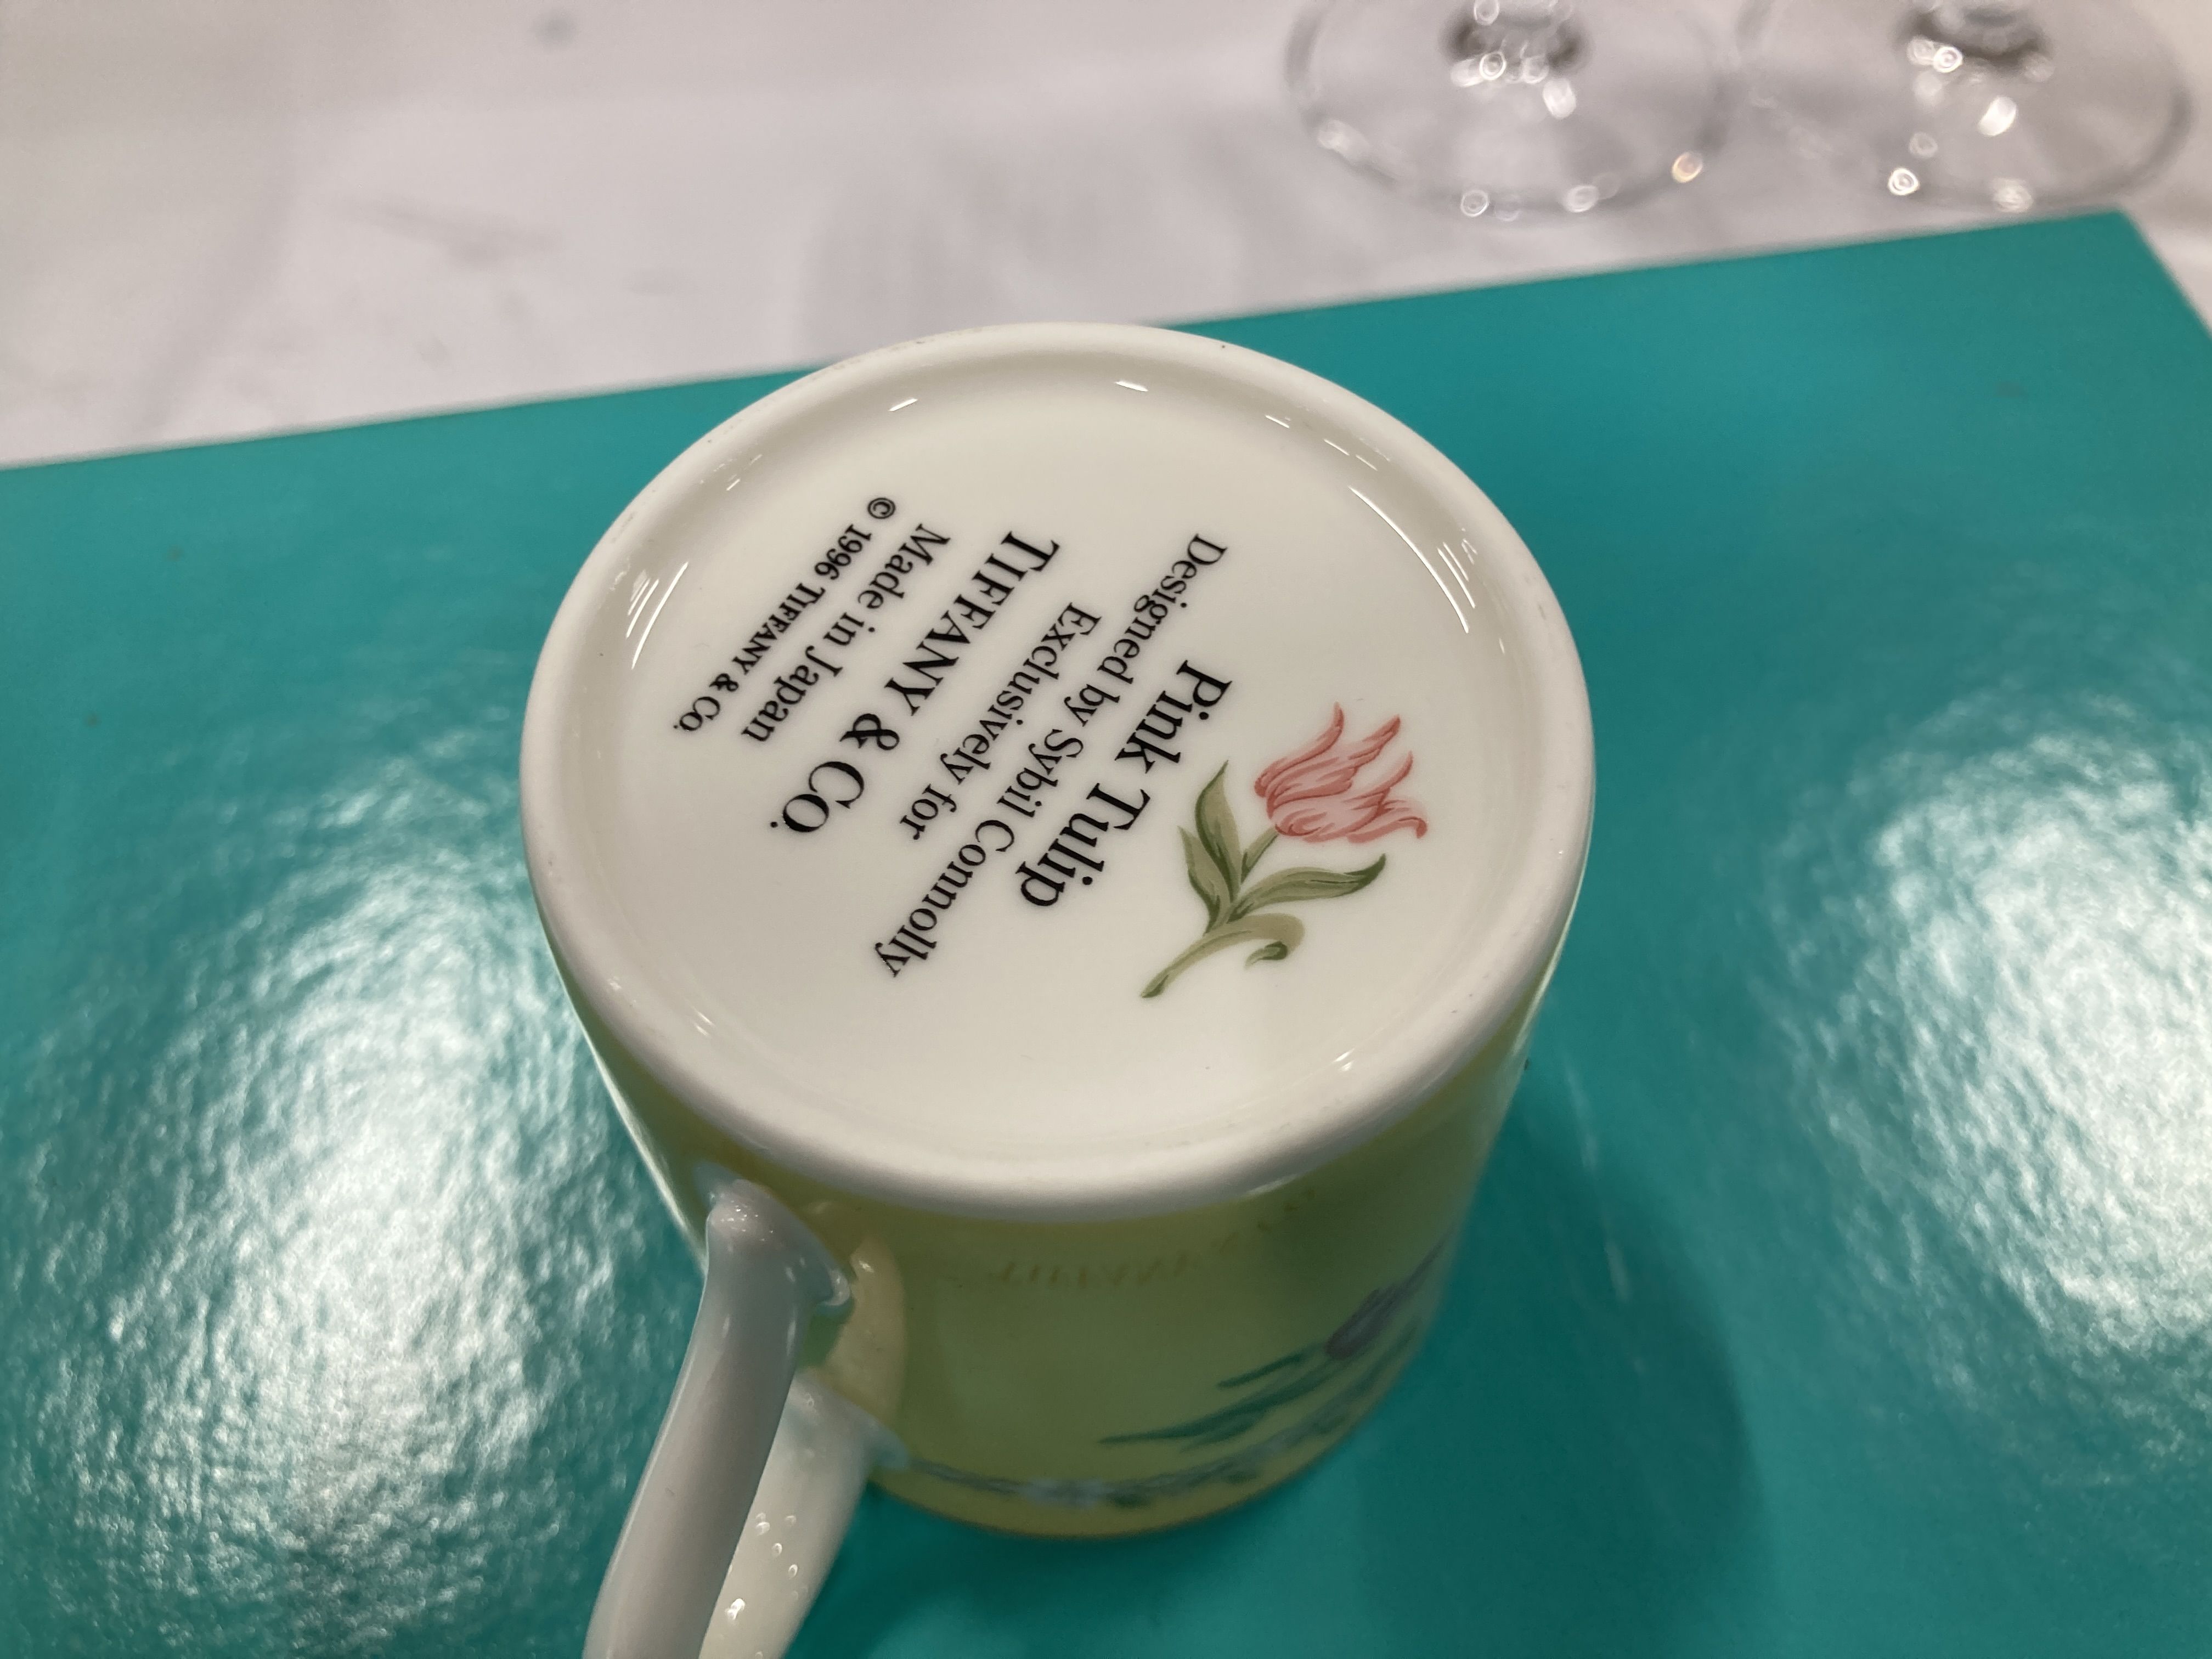 Pink Tulip
Designed by Sybil Connolly
Exclusively for
TIFFANY & CO.
Made in Japan
© 1996 TIFFANY & CO.